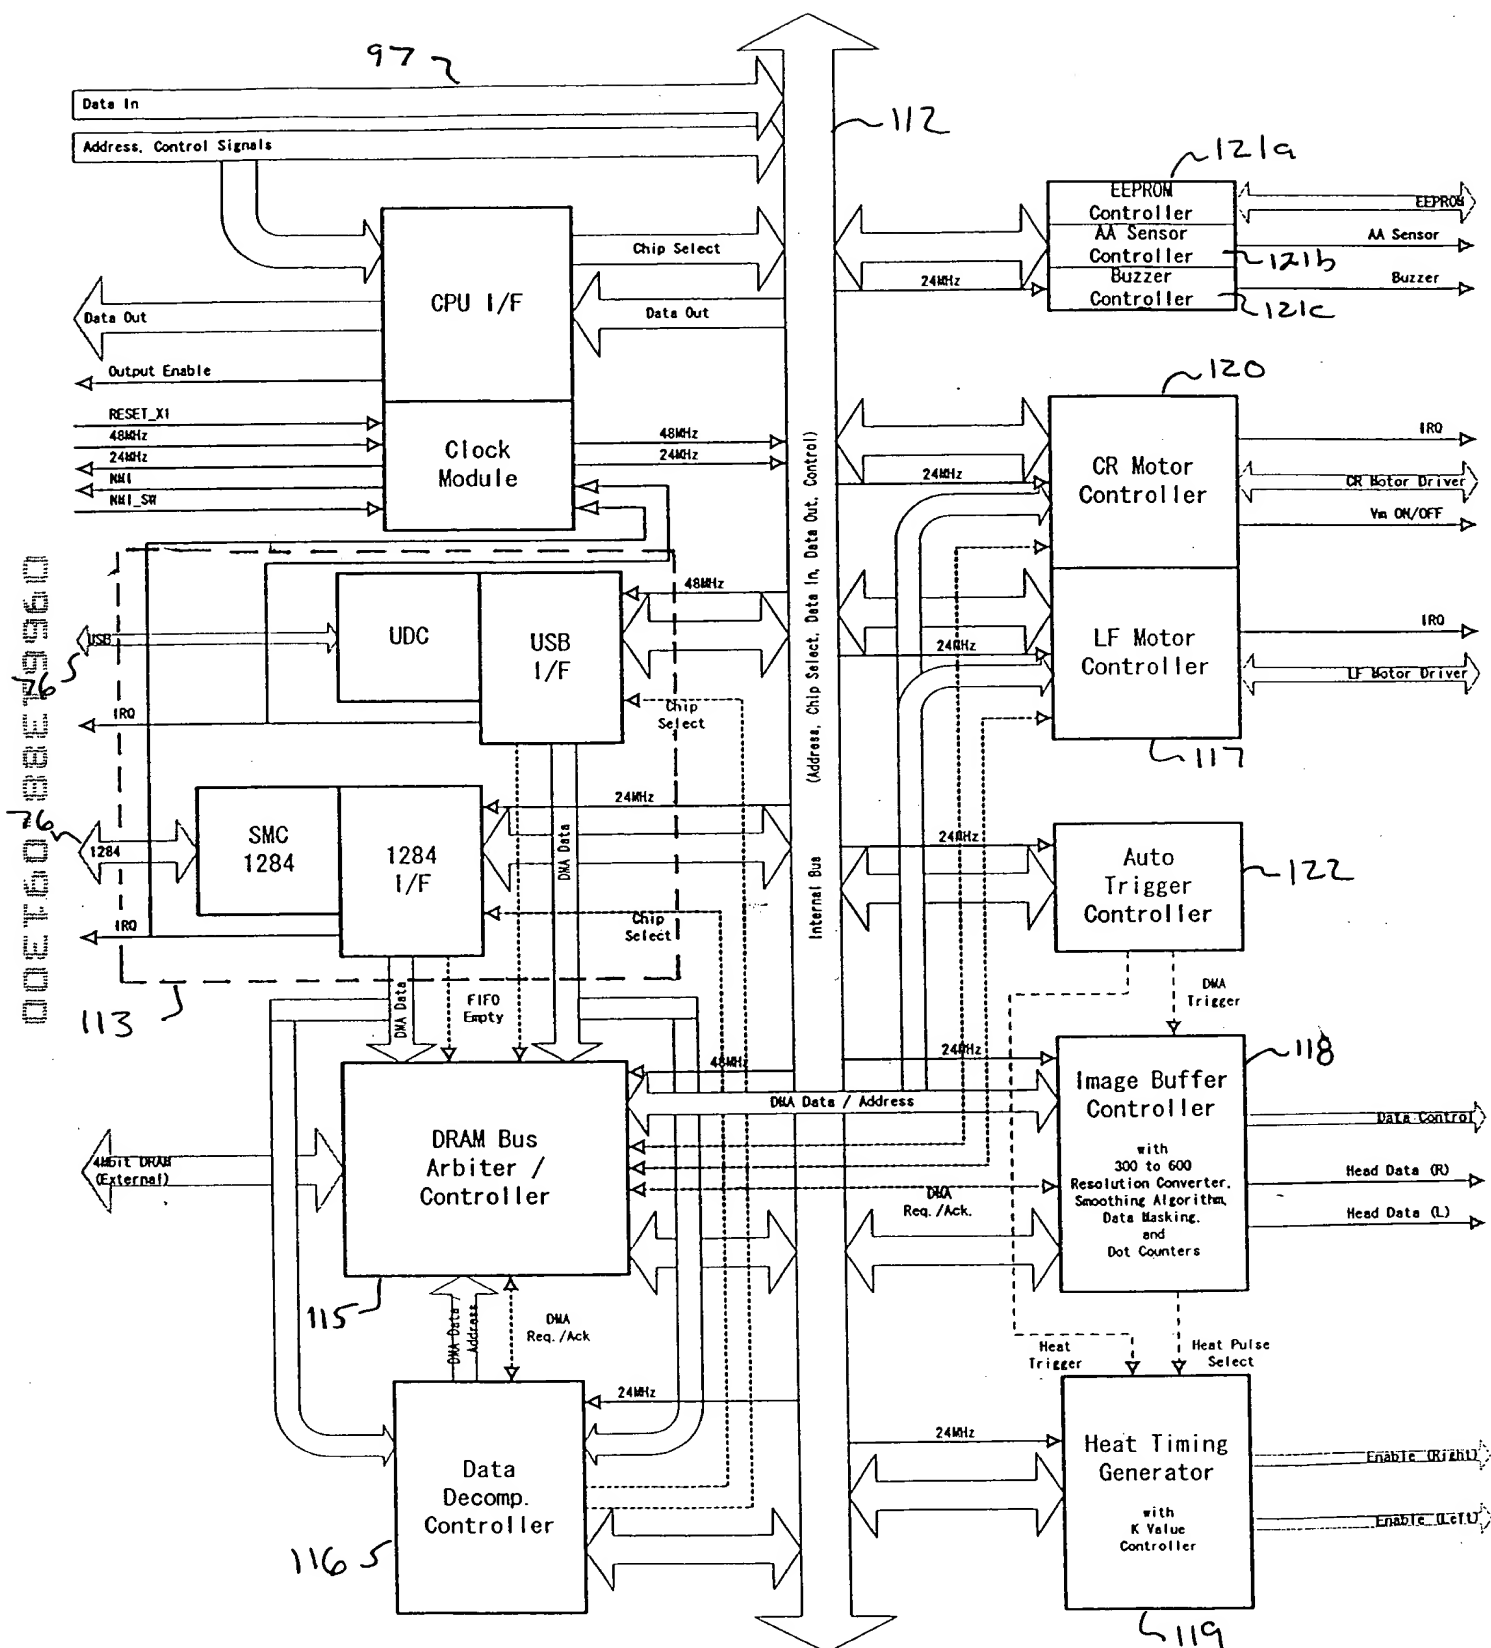 97
Data In
Address, Control Signals
112
121a
EEPROM
Controller
EEPROM
AA Sensor
Controller
AA Sensor
121b
Buzzer
Controller
Buzzer
121c
24MHz
Chip Select
CPU I/F
Data Out
Data Out
Output Enable
RESET_X1
48MHz
24MHz
NMI
NMI_SW
Clock
Module
48MHz
24MHz
120
CR Motor
Controller
24MHz
IRQ
CR Motor Driver
Vm ON/OFF
LF Motor
Controller
24MHz
IRQ
LF Motor Driver
117
Internal Bus (Address, Chip Select, Data In, Data Out, Control)
USB
76
UDC
USB
I/F
48MHz
IRQ
Chip
Select
76
1284
SMC
1284
1284
I/F
24MHz
DMA Data
IRQ
Chip
Select
113
DMA Data
FIFO
Empty
24MHz
Auto
Trigger
Controller
122
DMA
Trigger
48MHz
24MHz
118
DMA Data / Address
Image Buffer
Controller
with
300 to 600
Resolution Converter,
Smoothing Algorithm,
Data Masking,
and
Dot Counters
Data Control
Head Data (R)
Head Data (L)
4Mbit DRAM
(External)
DRAM Bus
Arbiter /
Controller
DMA
Req./Ack.
115
DMA Data /
Address
DMA
Req./Ack
Heat
Trigger
Heat Pulse
Select
24MHz
Data
Decomp.
Controller
116
24MHz
Heat Timing
Generator
with
K Value
Controller
Enable (Right)
Enable (Left)
119